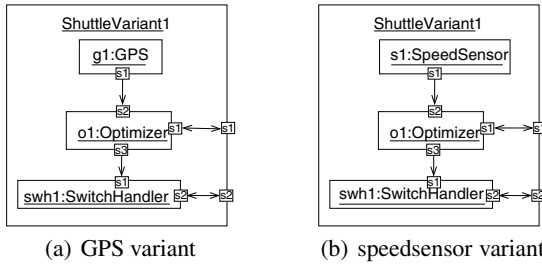 ShuttleVariant1
g1:GPS
s1
s2
o1:Optimizer
s1
s1
s3
s1
swh1:SwitchHandler
s2
s2
(a) GPS variant
ShuttleVariant1
s1:SpeedSensor
s1
s2
o1:Optimizer
s1
s1
s3
s1
swh1:SwitchHandler
s2
s2
(b) speedsensor variant